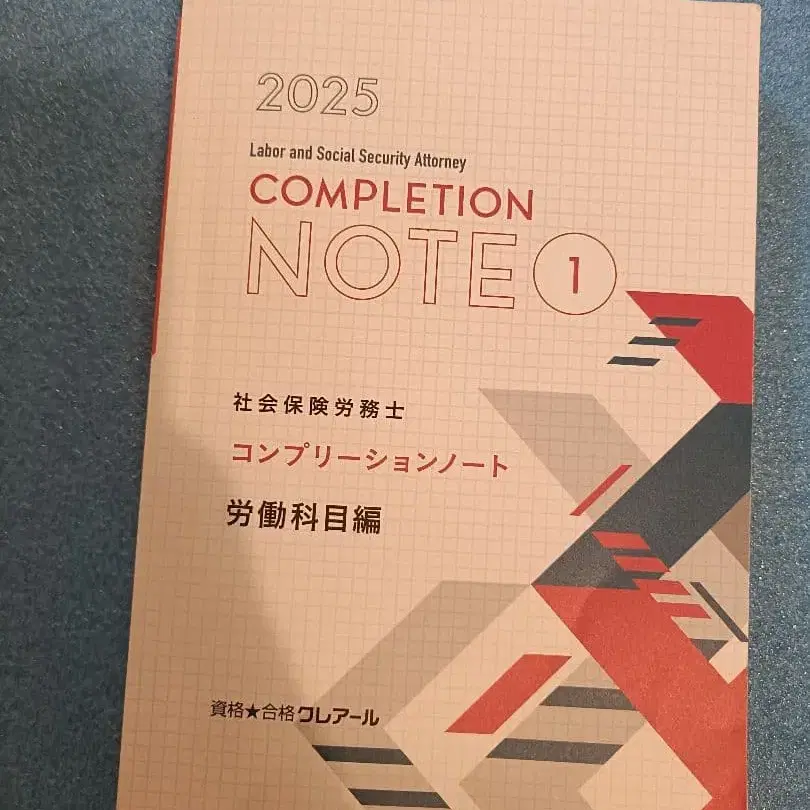 2025
Labor and Social Security Attorney
COMPLETION
NOTE 1
社会保険労務士
コンプリーションノート
労働科目編
資格★合格クレアール